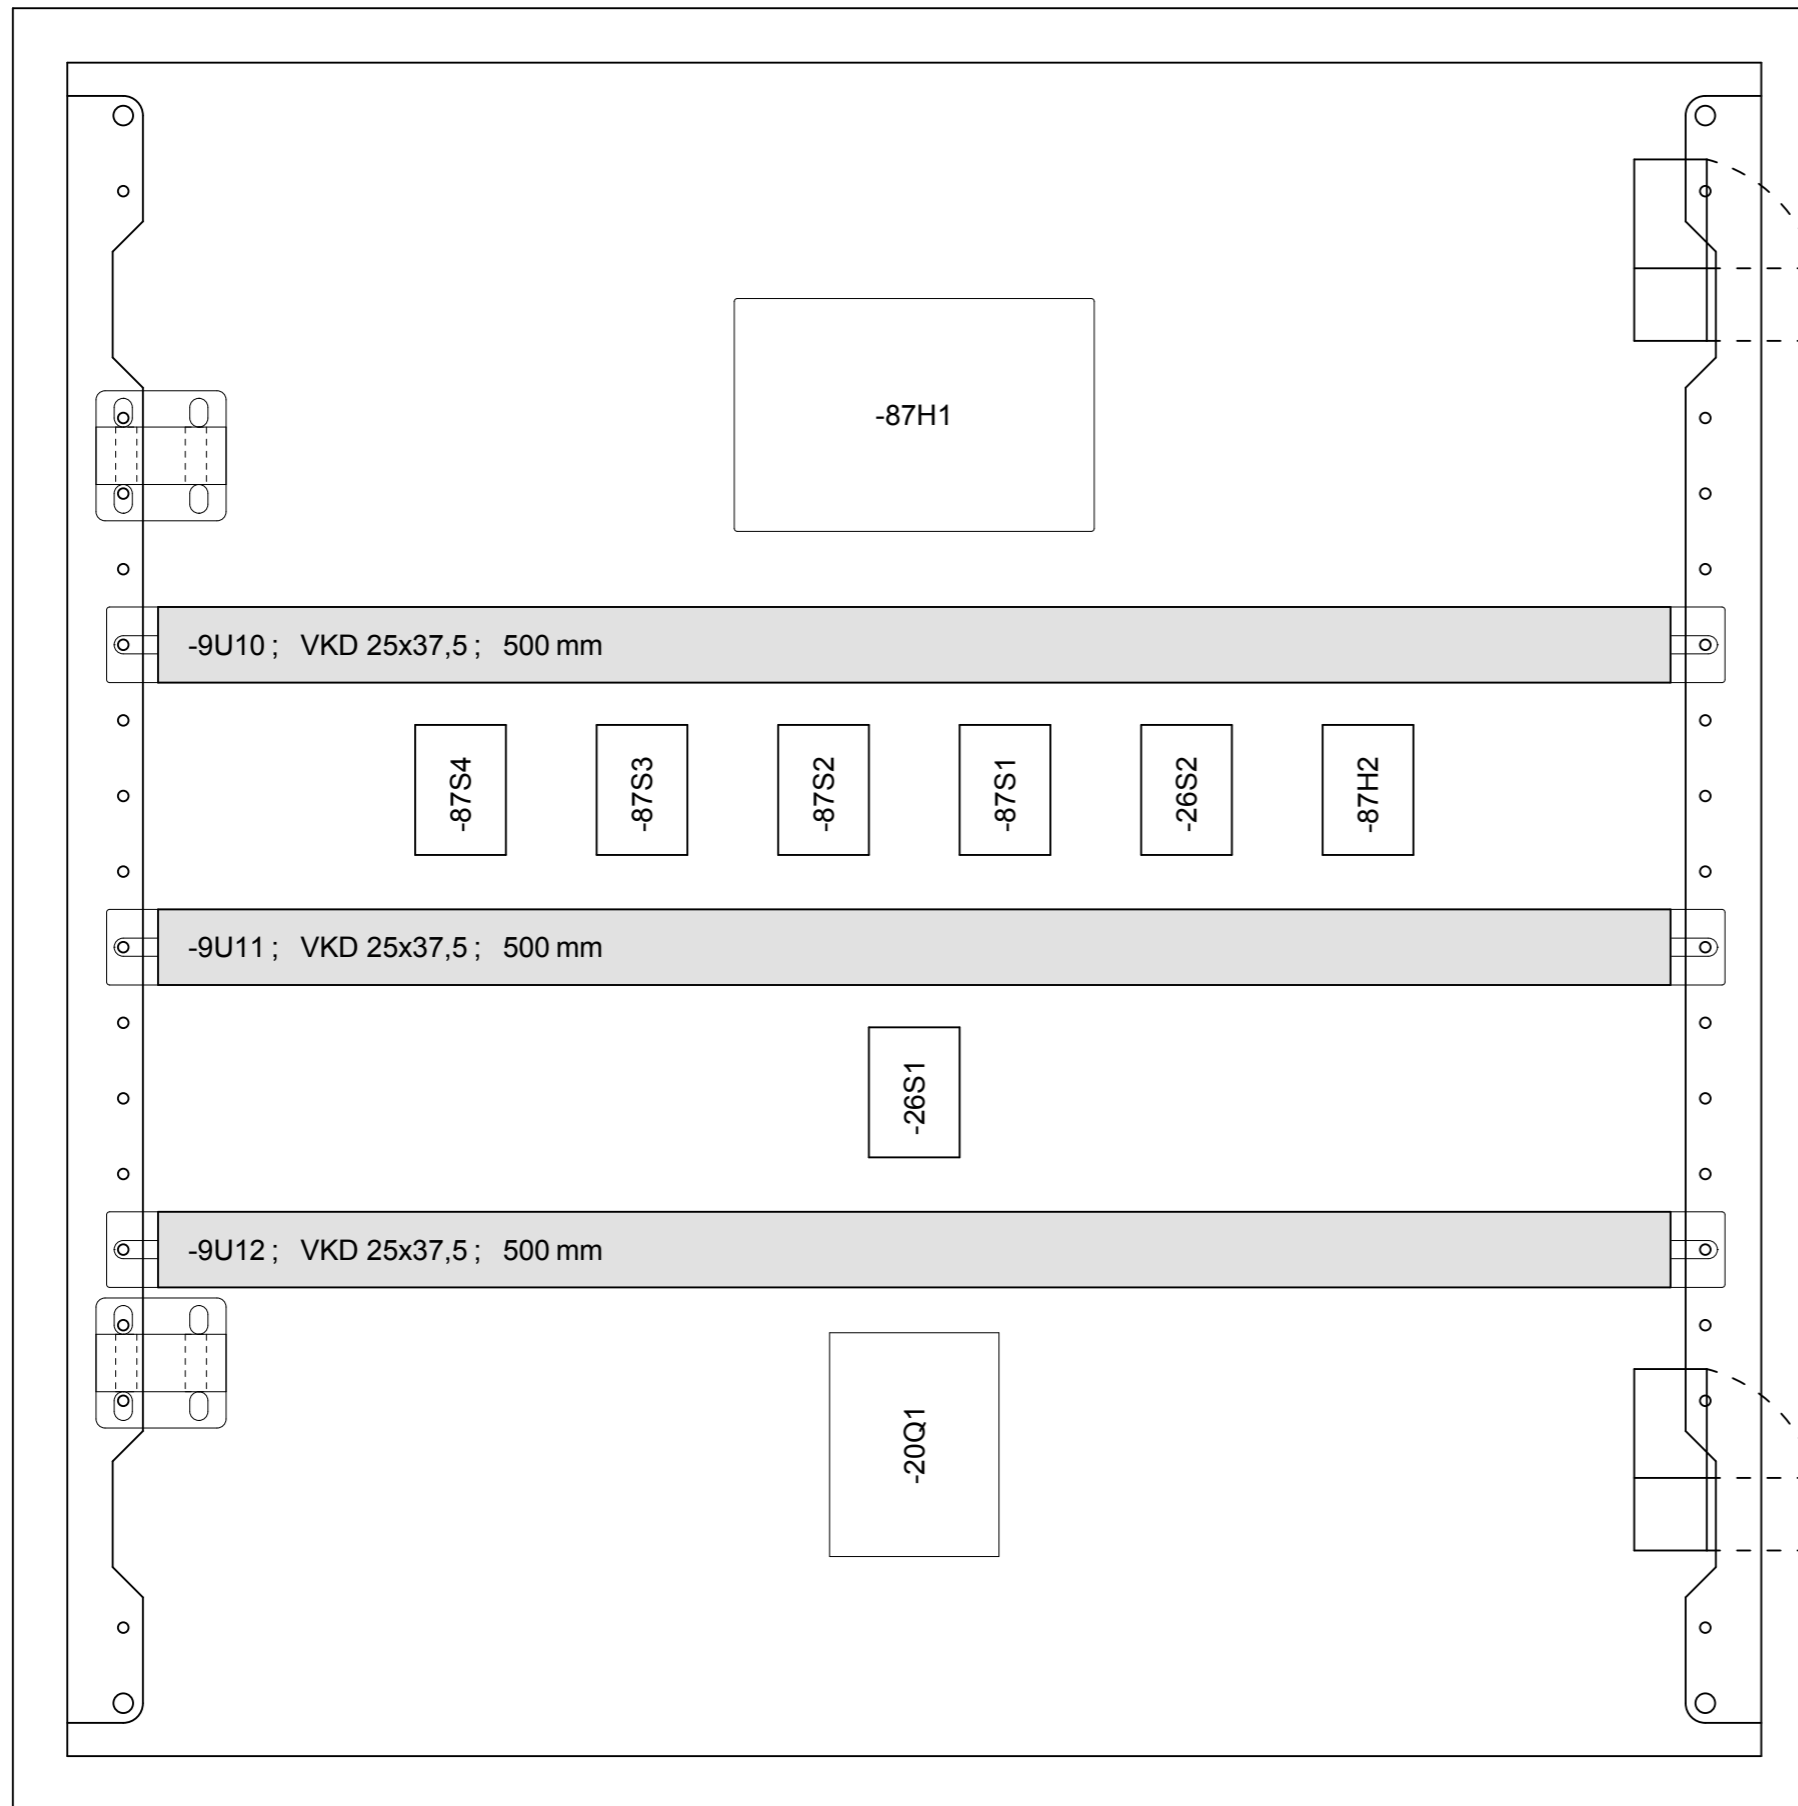 -87H1
-9U10 ; VKD 25x37,5 ; 500 mm
-87S4
-87S3
-87S2
-87S1
-26S2
-87H2
-9U11 ; VKD 25x37,5 ; 500 mm
-26S1
-9U12 ; VKD 25x37,5 ; 500 mm
-20Q1